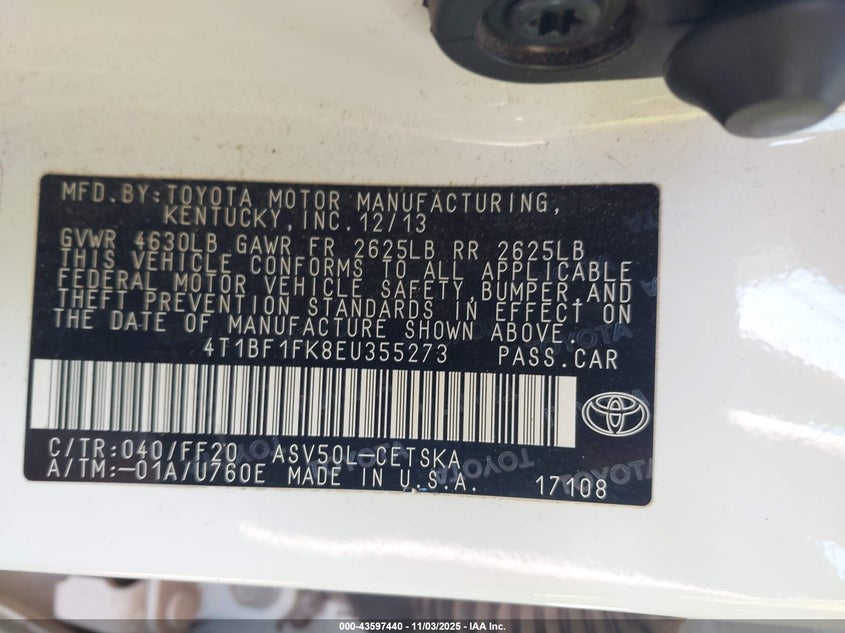 MFD.BY:TOYOTA MOTOR MANUFACTURING,
KENTUCKY,INC.12/13
GVWR 4630LB GAWR FR 2625LB RR 2625LB
THIS VEHICLE CONFORMS TO ALL APPLICABLE
FEDERAL MOTOR VEHICLE SAFETY,BUMPER,AND
THEFT PREVENTION STANDARDS IN EFFECT ON
THE DATE OF MANUFACTURE SHOWN ABOVE.
4T1BF1FK8EU355273 PASS.CAR
C/TR:040/FF20 ASV50L-CETSKA
A/TM:-01A/U760E MADE IN U.S.A. 17108
000-43597440 - 11/03/2025 - IAA Inc.